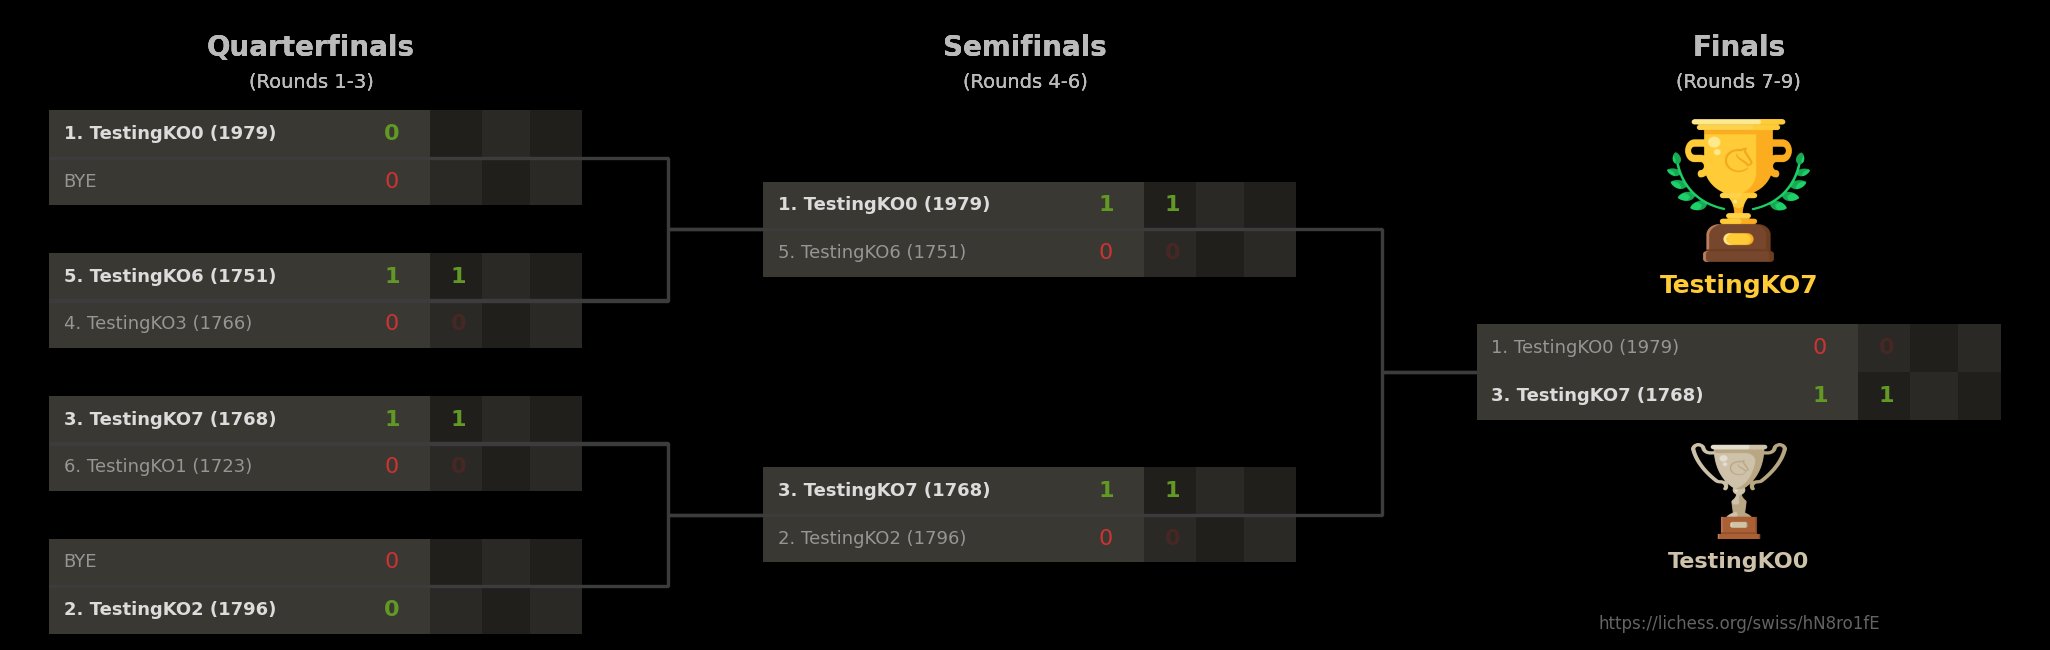 Quarterfinals
(Rounds 1-3)
1. TestingKO0 (1979) 0
BYE 0
5. TestingKO6 (1751) 1 1
4. TestingKO3 (1766) 0 0
3. TestingKO7 (1768) 1 1
6. TestingKO1 (1723) 0 0
BYE 0
2. TestingKO2 (1796) 0
Semifinals
(Rounds 4-6)
1. TestingKO0 (1979) 1 1
5. TestingKO6 (1751) 0 0
3. TestingKO7 (1768) 1 1
2. TestingKO2 (1796) 0 0
Finals
(Rounds 7-9)
TestingKO7
1. TestingKO0 (1979) 0 0
3. TestingKO7 (1768) 1 1
TestingKO0
https://lichess.org/swiss/hN8ro1fE